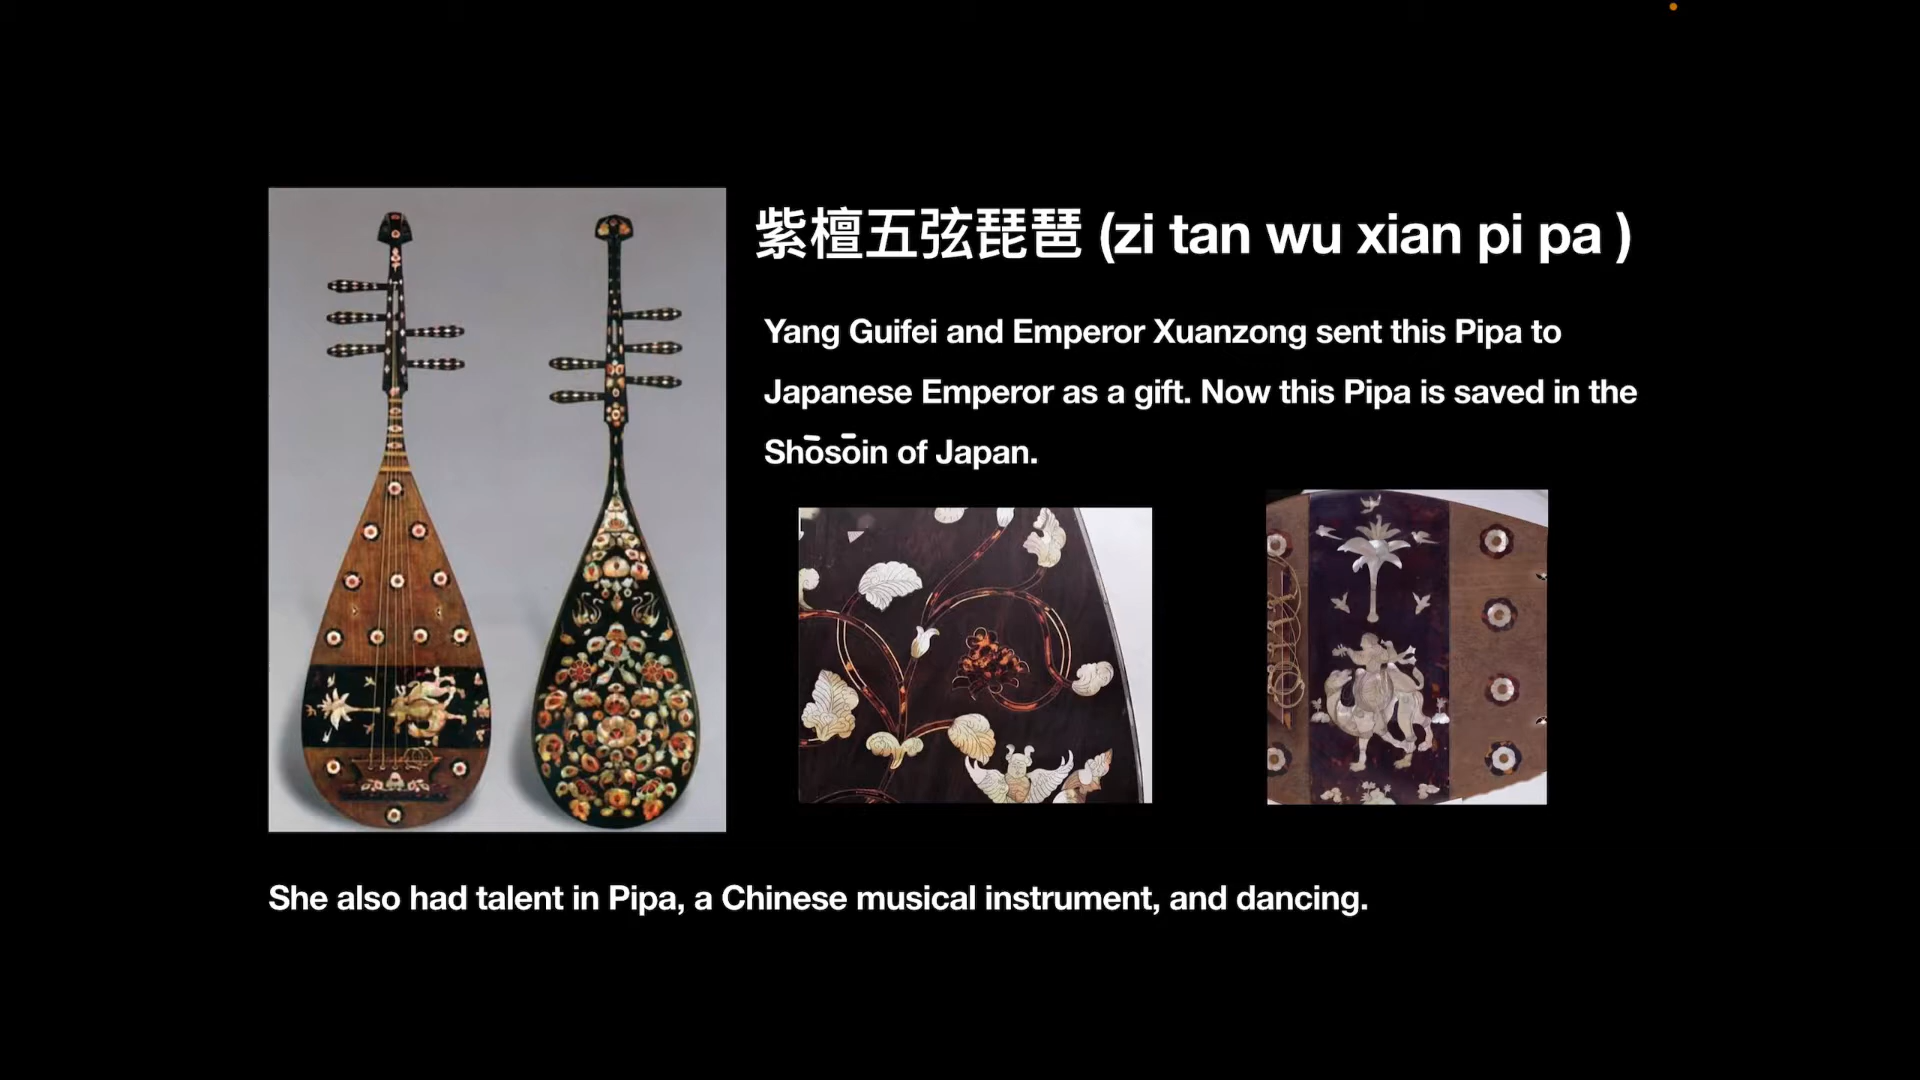 紫檀五弦琵琶 (zi tan wu xian pi pa )
Yang Guifei and Emperor Xuanzong sent this Pipa to
Japanese Emperor as a gift. Now this Pipa is saved in the
Shōsōin of Japan.
She also had talent in Pipa, a Chinese musical instrument, and dancing.